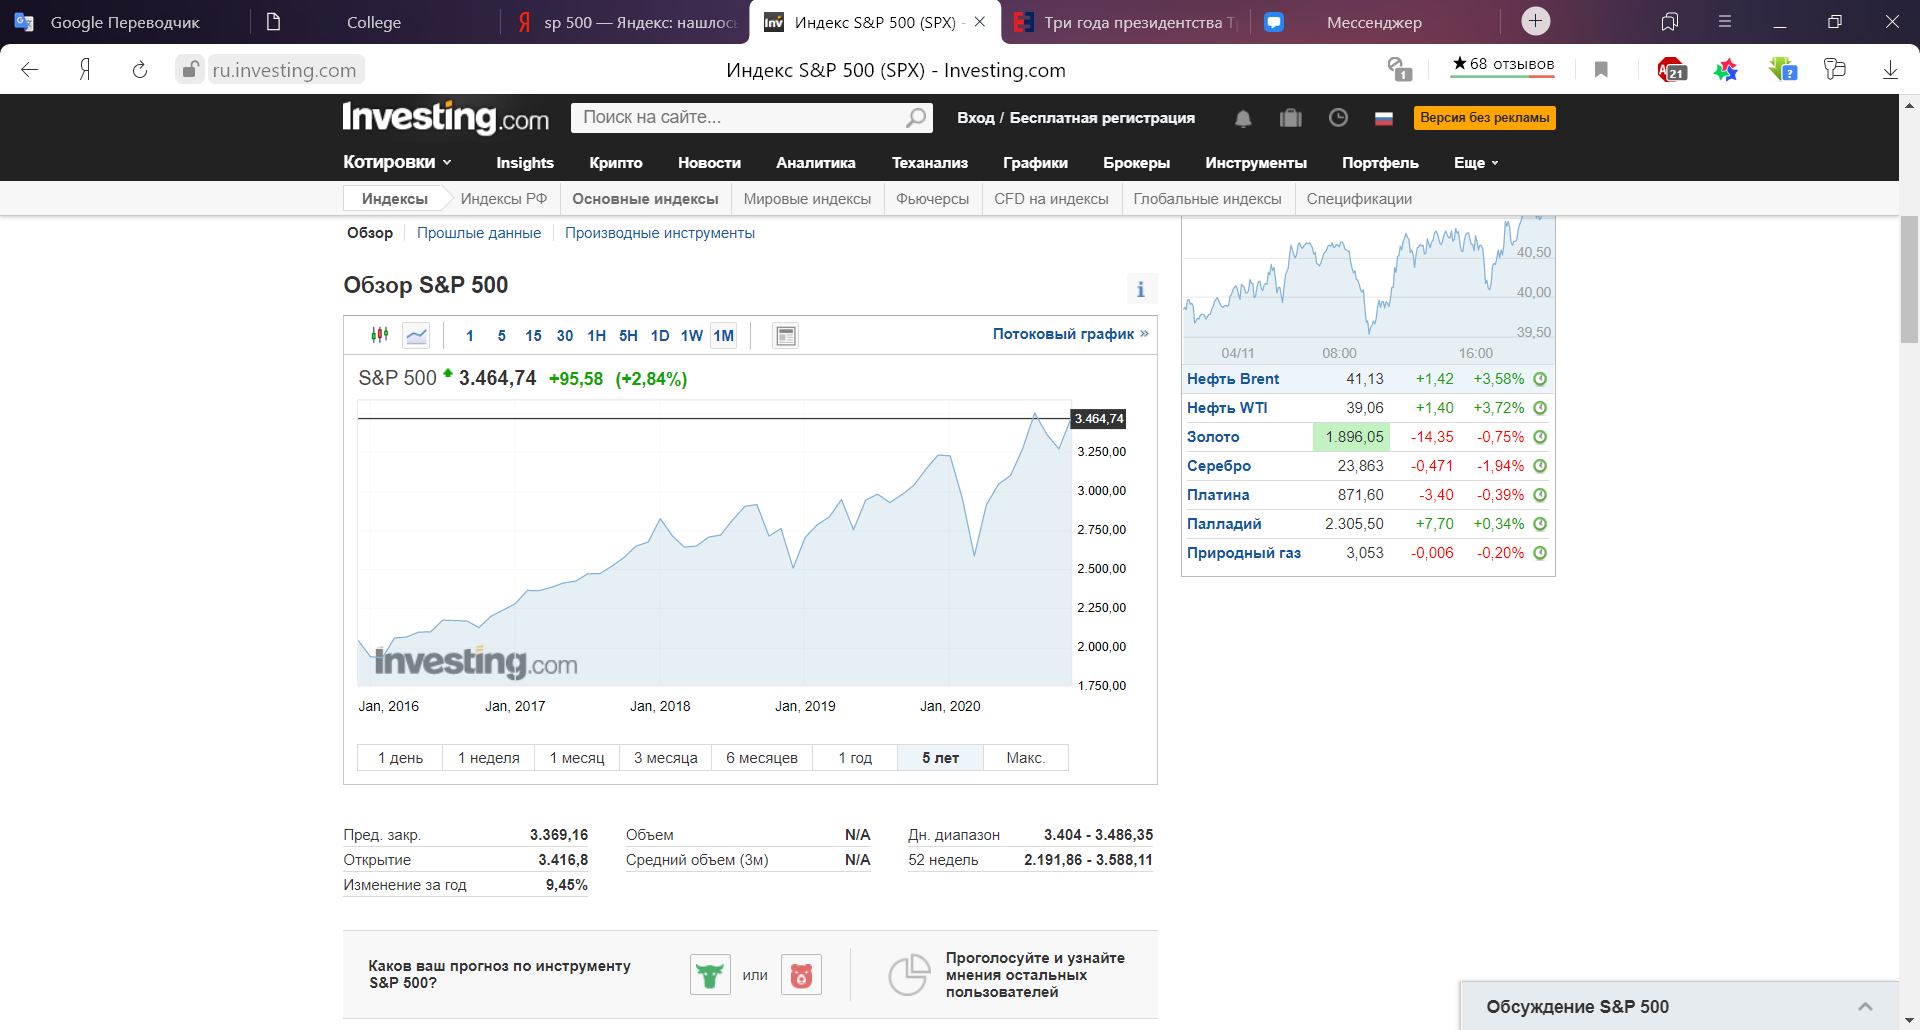 Google Переводчик
College
sp 500 — Яндекс: нашлось
Индекс S&P 500 (SPX) -
Три года президентства Т
Мессенджер
ru.investing.com
Индекс S&P 500 (SPX) - Investing.com
1
★68 отзывов
21
?
Investing.com
Поиск на сайте...
Вход / Бесплатная регистрация
Версия без рекламы
Котировки
Insights
Крипто
Новости
Аналитика
Теханализ
Графики
Брокеры
Инструменты
Портфель
Еще
Индексы
Индексы РФ
Основные индексы
Мировые индексы
Фьючерсы
CFD на индексы
Глобальные индексы
Спецификации
Обзор
Прошлые данные
Производные инструменты
Обзор S&P 500
i
1 5 15 30 1H 5H 1D 1W 1M
Потоковый график »
S&P 500 3.464,74 +95,58 (+2,84%)
3.464,74
3.250,00
3.000,00
2.750,00
2.500,00
2.250,00
2.000,00
1.750,00
Investing.com
Jan, 2016 Jan, 2017 Jan, 2018 Jan, 2019 Jan, 2020
1 день 1 неделя 1 месяц 3 месяца 6 месяцев 1 год 5 лет Макс.
Пред. закр. 3.369,16
Открытие 3.416,8
Изменение за год 9,45%
Объем N/A
Средний объем (3м) N/A
Дн. диапазон 3.404 - 3.486,35
52 недель 2.191,86 - 3.588,11
Каков ваш прогноз по инструменту
S&P 500?
или
Проголосуйте и узнайте
мнения остальных
пользователей
40,50
40,00
39,50
04/11 08:00 16:00
Нефть Brent 41,13 +1,42 +3,58%
Нефть WTI 39,06 +1,40 +3,72%
Золото 1.896,05 -14,35 -0,75%
Серебро 23,863 -0,471 -1,94%
Платина 871,60 -3,40 -0,39%
Палладий 2.305,50 +7,70 +0,34%
Природный газ 3,053 -0,006 -0,20%
Обсуждение S&P 500